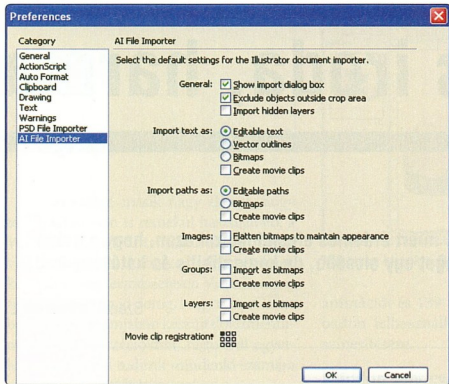 Preferences
Category
General
ActionScript
Auto Format
Clipboard
Drawing
Text
Warnings
PSD File Importer
AI File Importer
AI File Importer
Select the default settings for the Illustrator document importer.
General: Show import dialog box
Exclude objects outside crop area
Import hidden layers
Import text as: Editable text
Vector outlines
Bitmaps
Create movie clips
Import paths as: Editable paths
Bitmaps
Create movie clips
Images: Flatten bitmaps to maintain appearance
Create movie clips
Groups: Import as bitmaps
Create movie clips
Layers: Import as bitmaps
Create movie clips
Movie clip registration:
OK Cancel